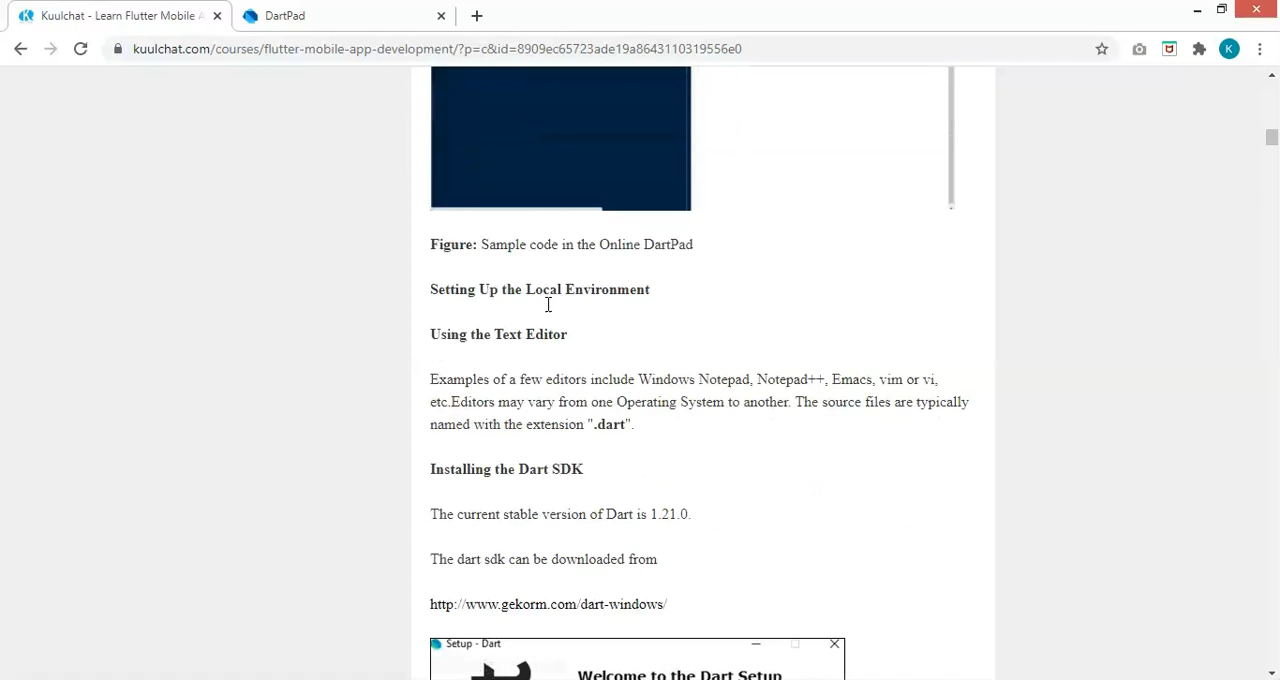 Kuulchat - Learn Flutter Mobile A
DartPad
kuulchat.com/courses/flutter-mobile-app-development/?p=c&id=8909ec65723ade19a8643110319556e0
K
Figure: Sample code in the Online DartPad
Setting Up the Local Environment
Using the Text Editor
Examples of a few editors include Windows Notepad, Notepad++, Emacs, vim or vi,
etc.Editors may vary from one Operating System to another. The source files are typically
named with the extension ".dart".
Installing the Dart SDK
The current stable version of Dart is 1.21.0.
The dart sdk can be downloaded from
http://www.gekorm.com/dart-windows/
Setup - Dart
Welcome to the Dart Setup